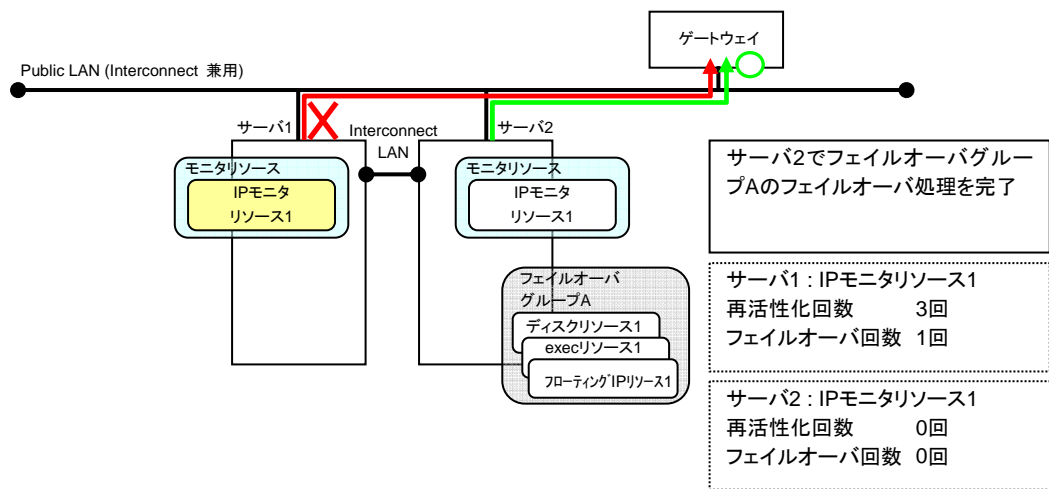 ゲートウェイ
Public LAN (Interconnect 兼用)
サーバ1
Interconnect
LAN
サーバ2
モニタリソース
IPモニタ
リソース1
モニタリソース
IPモニタ
リソース1
フェイルオーバ
グループA
ディスクリソース1
execリソース1
フローティングIPリソース1
サーバ2でフェイルオーバグルー
プAのフェイルオーバ処理を完了
サーバ1 : IPモニタリソース1
再活性化回数 3回
フェイルオーバ回数 1回
サーバ2 : IPモニタリソース1
再活性化回数 0回
フェイルオーバ回数 0回